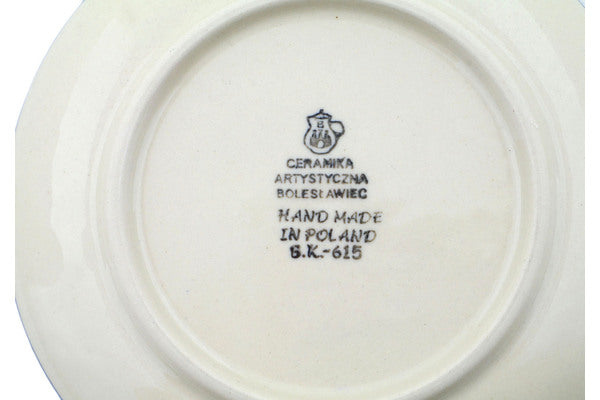 B
CERAMIKA
ARTYSTYCZNA
BOLESŁAWIEC
HAND MADE
IN POLAND
B.K.-615